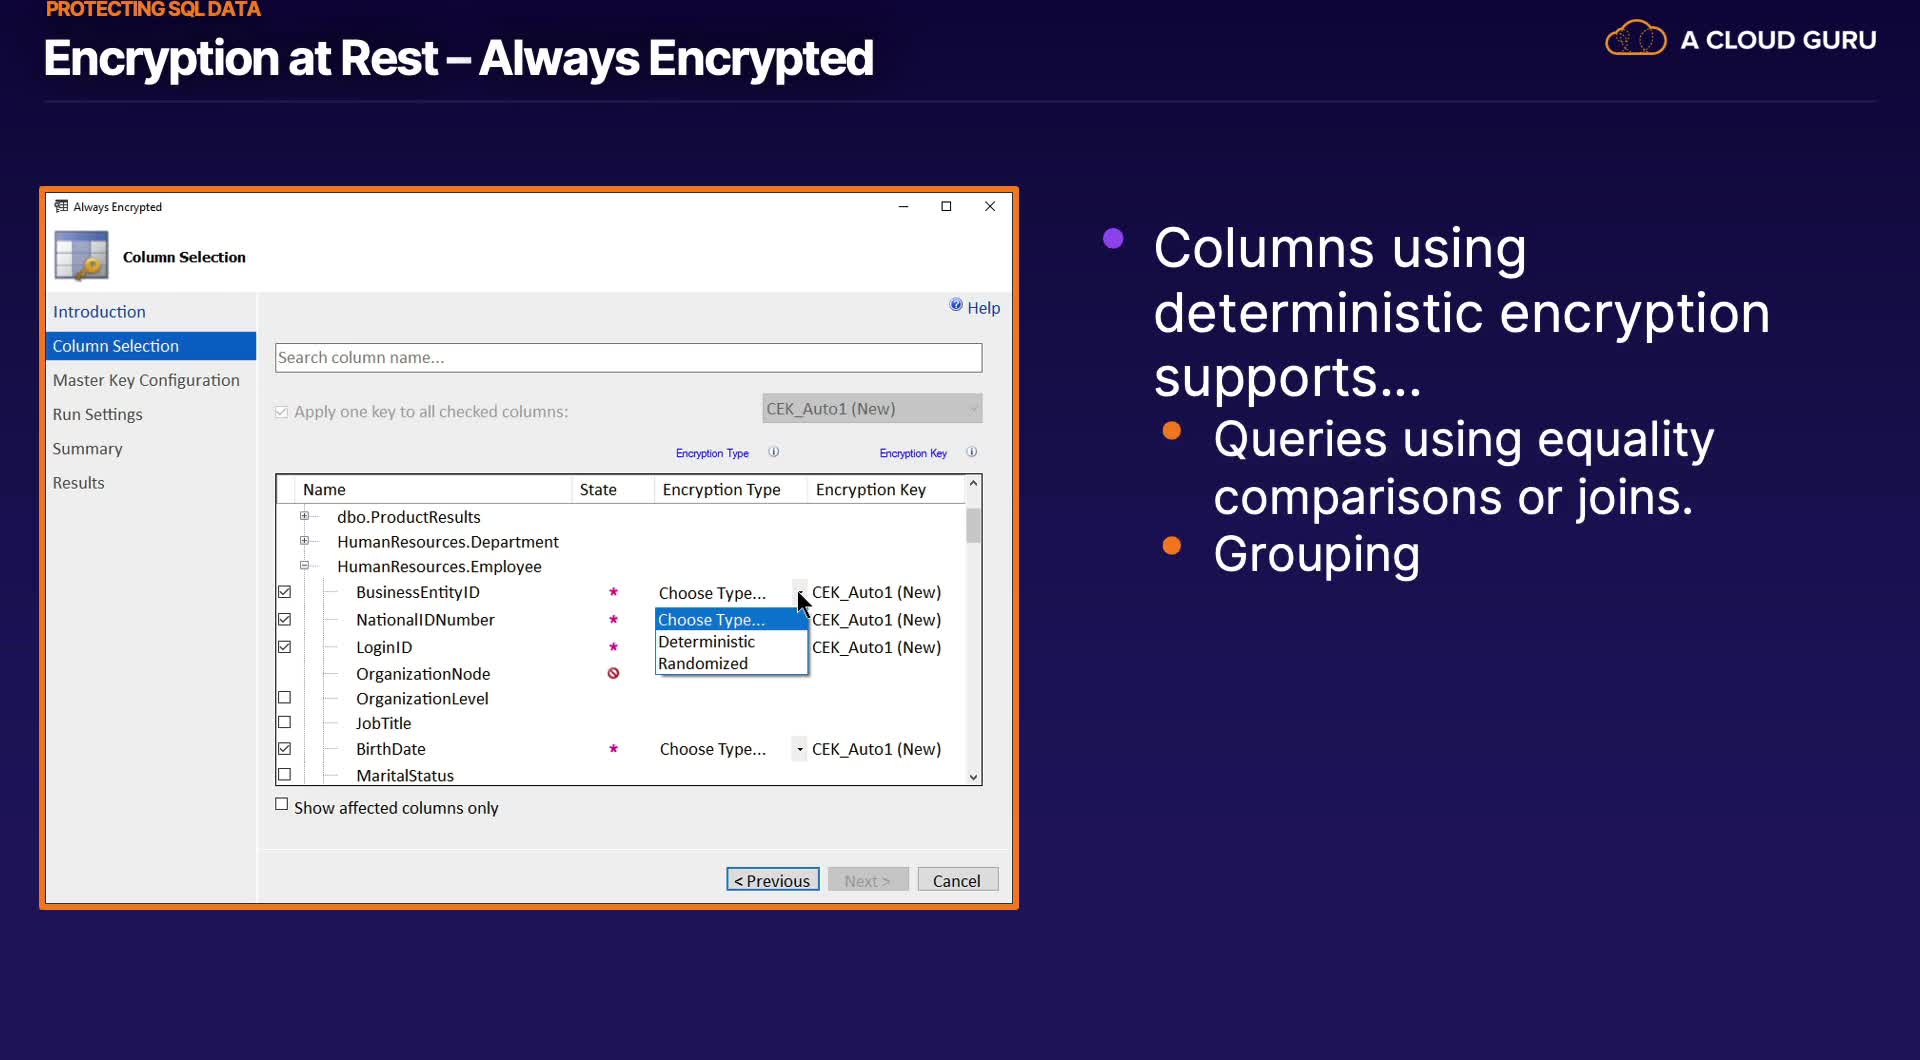 PROTECTING SQL DATA
Encryption at Rest – Always Encrypted
A CLOUD GURU
Always Encrypted
Column Selection
Introduction
Column Selection
Master Key Configuration
Run Settings
Summary
Results
Help
Search column name...
Apply one key to all checked columns:
CEK_Auto1 (New)
Encryption Type
Encryption Key
Name State Encryption Type Encryption Key
dbo.ProductResults
HumanResources.Department
HumanResources.Employee
BusinessEntityID * Choose Type... CEK_Auto1 (New)
NationalIDNumber * Choose Type... CEK_Auto1 (New)
Deterministic
LoginID * CEK_Auto1 (New)
Randomized
OrganizationNode
OrganizationLevel
JobTitle
BirthDate * Choose Type... CEK_Auto1 (New)
MaritalStatus
Show affected columns only
< Previous
Next >
Cancel
Columns using
deterministic encryption
supports...
Queries using equality
comparisons or joins.
Grouping